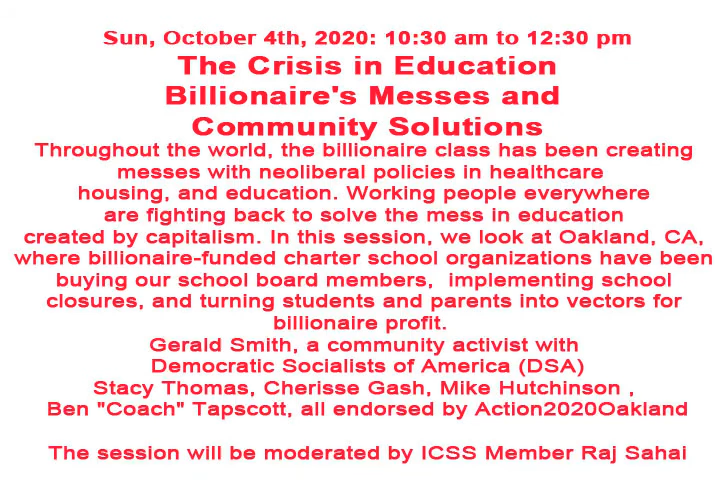 Sun, October 4th, 2020: 10:30 am to 12:30 pm
The Crisis in Education
Billionaire's Messes and
Community Solutions
Throughout the world, the billionaire class has been creating
messes with neoliberal policies in healthcare
housing, and education. Working people everywhere
are fighting back to solve the mess in education
created by capitalism. In this session, we look at Oakland, CA,
where billionaire-funded charter school organizations have been
buying our school board members, implementing school
closures, and turning students and parents into vectors for
billionaire profit.
Gerald Smith, a community activist with
Democratic Socialists of America (DSA)
Stacy Thomas, Cherisse Gash, Mike Hutchinson ,
Ben "Coach" Tapscott, all endorsed by Action2020Oakland
The session will be moderated by ICSS Member Raj Sahai